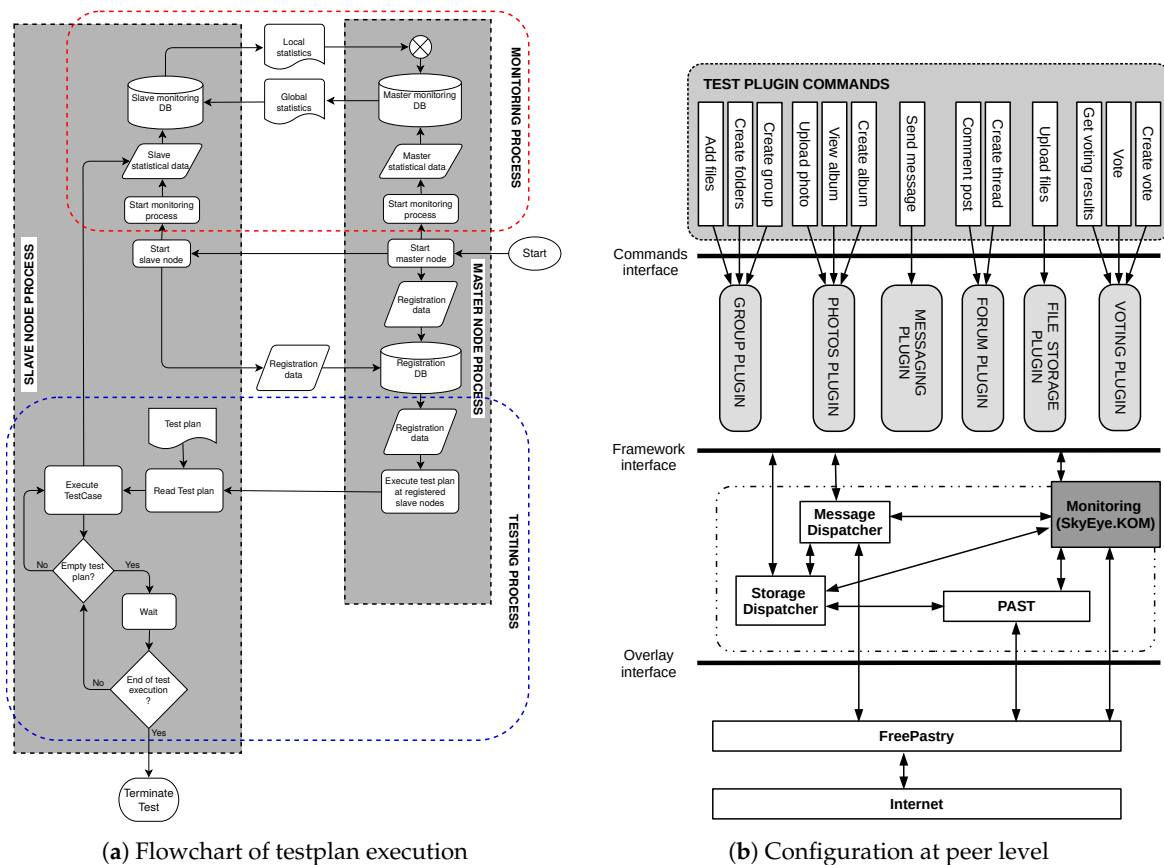 Local
statistics
Global
statistics
Slave monitoring
DB
Master monitoring
DB
MONITORING PROCESS
Slave
statistical data
Master
statistical data
Start monitoring
process
Start monitoring
process
Start
slave node
Start
master node
Start
SLAVE NODE PROCESS
MASTER NODE PROCESS
Registration
data
Registration
data
Registration
DB
Test plan
Registration
data
Execute
TestCase
Read Test plan
Execute test plan
at registered
slave nodes
TESTING PROCESS
No
Empty test
plan?
Yes
Wait
No
End of test
execution
?
Yes
Terminate
Test
(a) Flowchart of testplan execution
TEST PLUGIN COMMANDS
Add files
Create folders
Create group
Upload photo
View album
Create album
Send message
Comment post
Create thread
Upload files
Get voting results
Vote
Create vote
Commands
interface
GROUP PLUGIN
PHOTOS PLUGIN
MESSAGING
PLUGIN
FORUM PLUGIN
FILE STORAGE
PLUGIN
VOTING PLUGIN
Framework
interface
Message
Dispatcher
Monitoring
(SkyEye.KOM)
Storage
Dispatcher
PAST
Overlay
interface
FreePastry
Internet
(b) Configuration at peer level